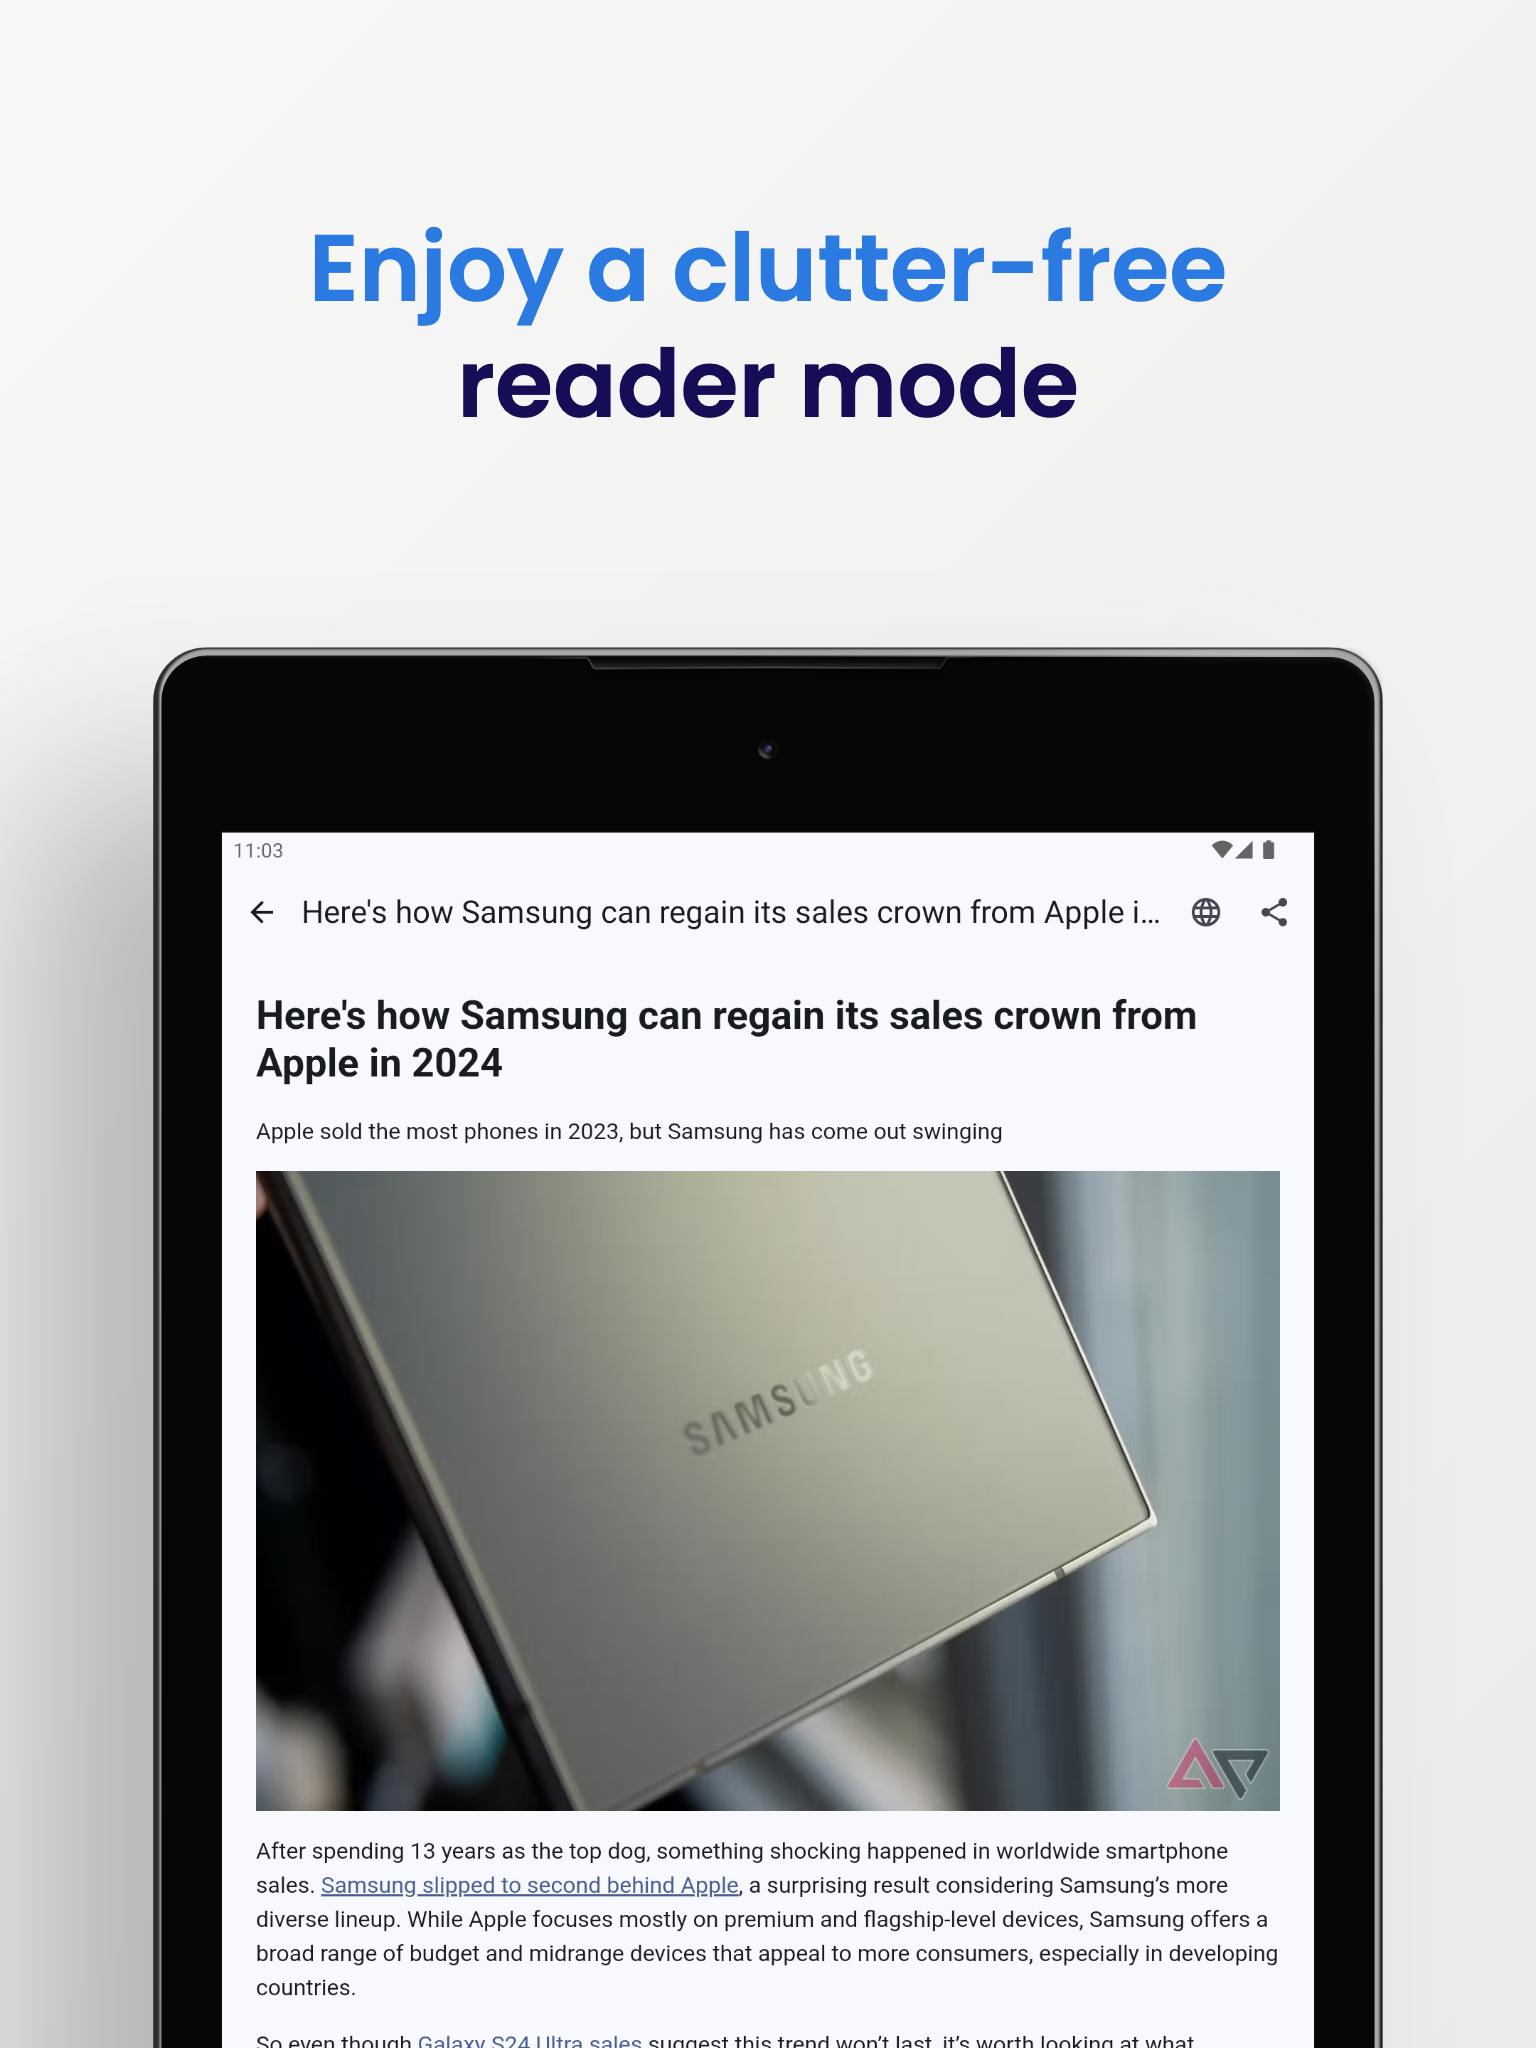 Enjoy a clutter-free
reader mode
11:03
Here's how Samsung can regain its sales crown from Apple i...
Here's how Samsung can regain its sales crown from
Apple in 2024
Apple sold the most phones in 2023, but Samsung has come out swinging
SAMSUNG
After spending 13 years as the top dog, something shocking happened in worldwide smartphone
sales. Samsung slipped to second behind Apple, a surprising result considering Samsung’s more
diverse lineup. While Apple focuses mostly on premium and flagship-level devices, Samsung offers a
broad range of budget and midrange devices that appeal to more consumers, especially in developing
countries.
So even though Galaxy S24 Ultra sales suggest this trend won’t last, it’s worth looking at what